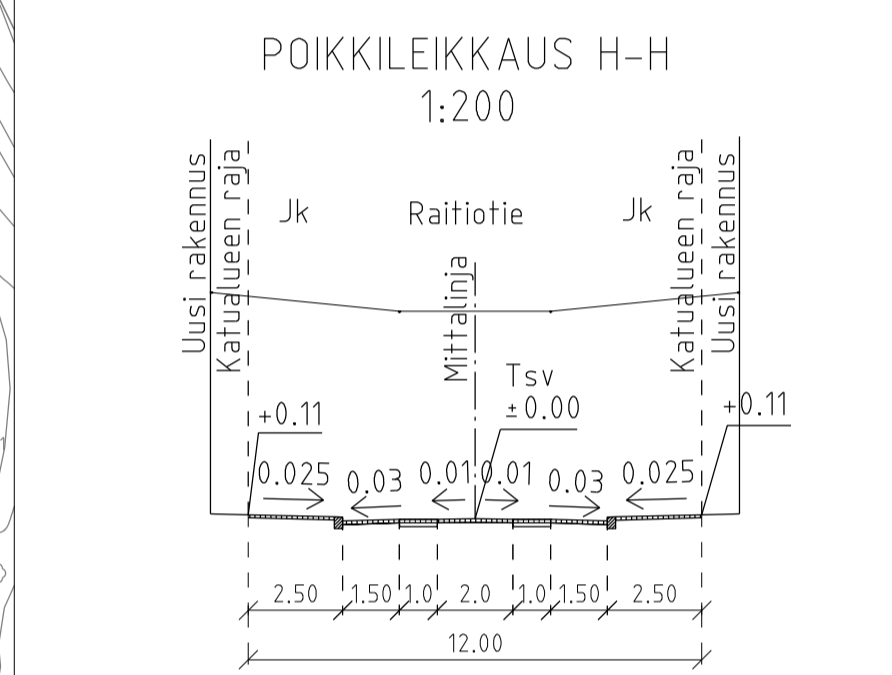 POIKKILEIKKAUS H-H
1:200
Uusi rakennus
Katualueen raja
Jk
Raitiotie
Mittalinja
Jk
Katualueen raja
Uusi rakennus
Tsv
±0.00
+0.11
+0.11
0.025 0.03 0.01 0.01 0.03 0.025
2.50 1.50 1.0 2.0 1.0 1.50 2.50
12.00